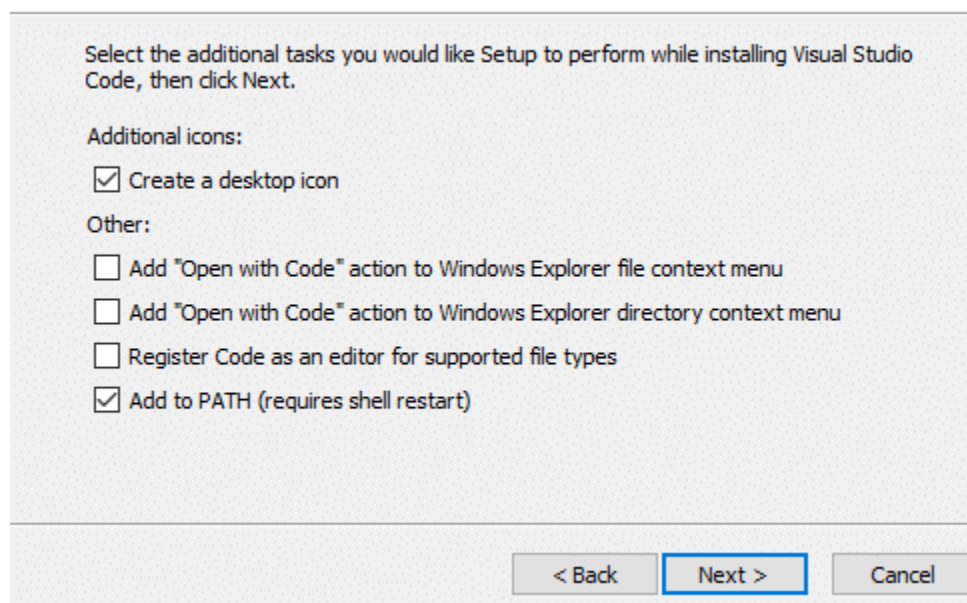 Select the additional tasks you would like Setup to perform while installing Visual Studio
Code, then click Next.
Additional icons:
Create a desktop icon
Other:
Add "Open with Code" action to Windows Explorer file context menu
Add "Open with Code" action to Windows Explorer directory context menu
Register Code as an editor for supported file types
Add to PATH (requires shell restart)
< Back
Next >
Cancel